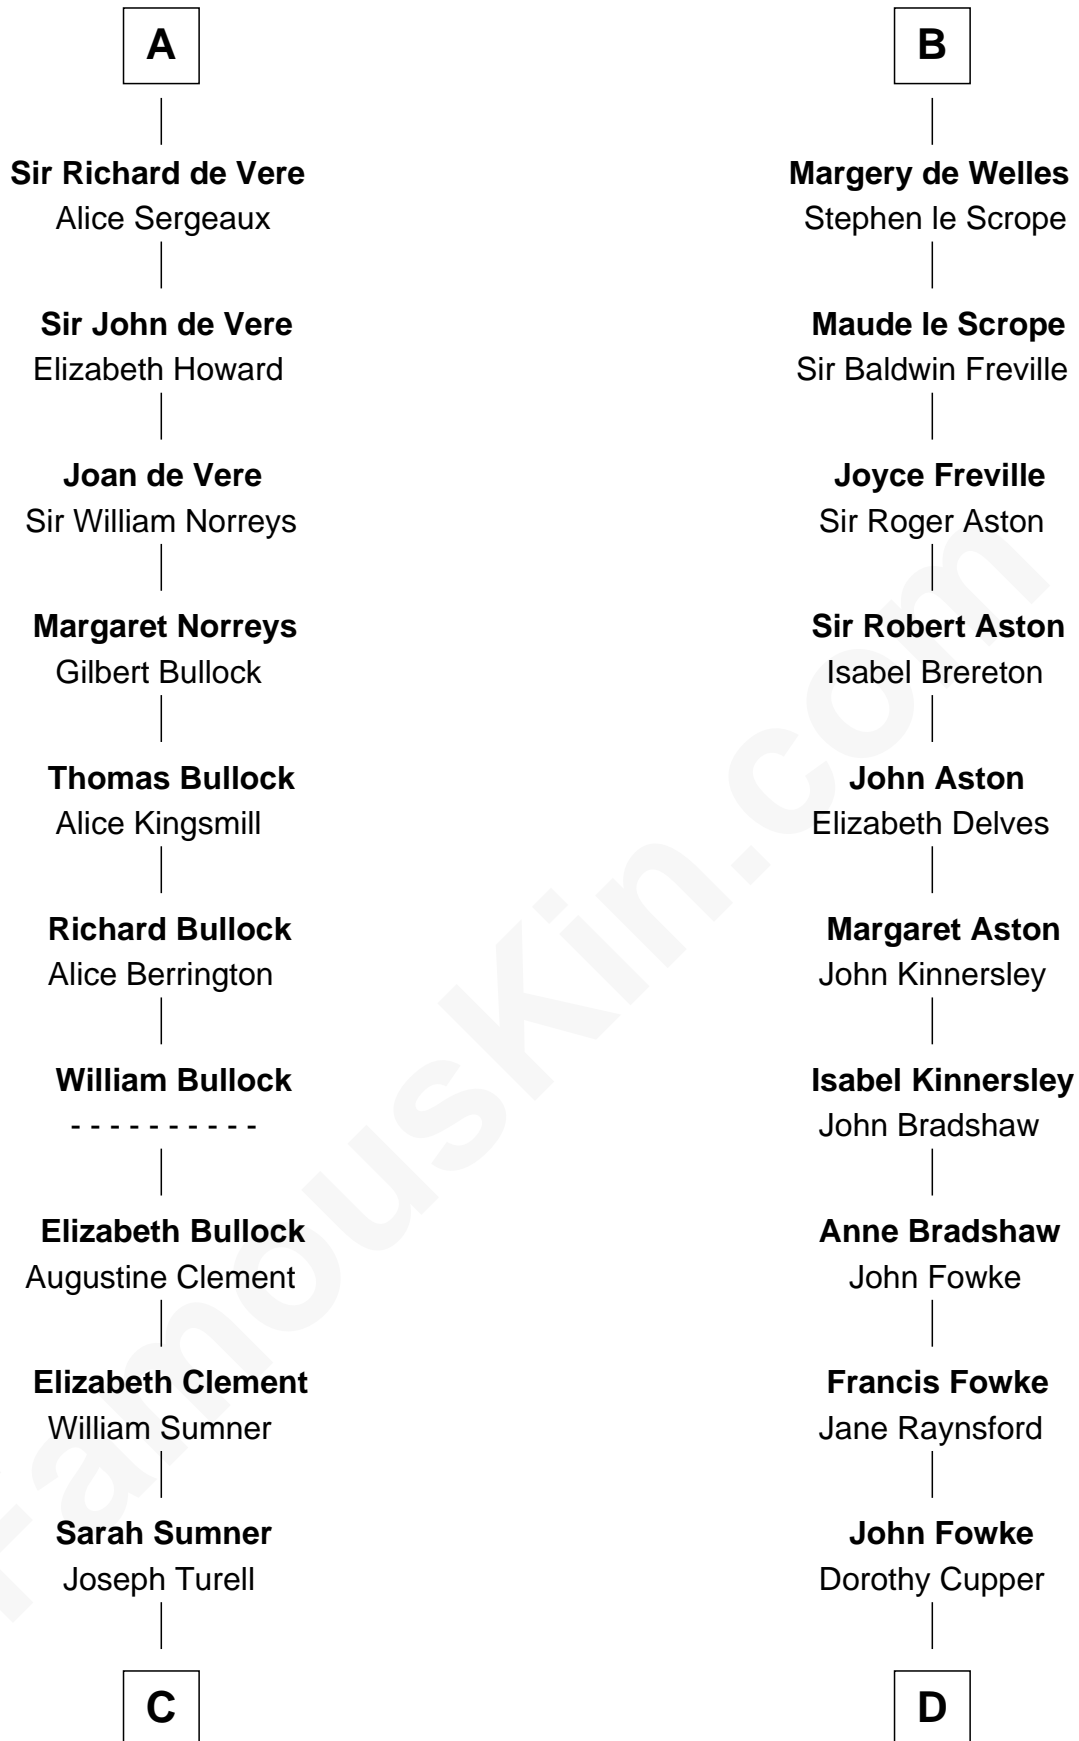 A
Sir Richard de Vere
Alice Sergeaux
Sir John de Vere
Elizabeth Howard
Joan de Vere
Sir William Norreys
Margaret Norreys
Gilbert Bullock
Thomas Bullock
Alice Kingsmill
Richard Bullock
Alice Berrington
William Bullock
- - - - - - - - - -
Elizabeth Bullock
Augustine Clement
Elizabeth Clement
William Sumner
Sarah Sumner
Joseph Turell
C
B
Margery de Welles
Stephen le Scrope
Maude le Scrope
Sir Baldwin Freville
Joyce Freville
Sir Roger Aston
Sir Robert Aston
Isabel Brereton
John Aston
Elizabeth Delves
Margaret Aston
John Kinnersley
Isabel Kinnersley
John Bradshaw
Anne Bradshaw
John Fowke
Francis Fowke
Jane Raynsford
John Fowke
Dorothy Cupper
D
FamousKin.com